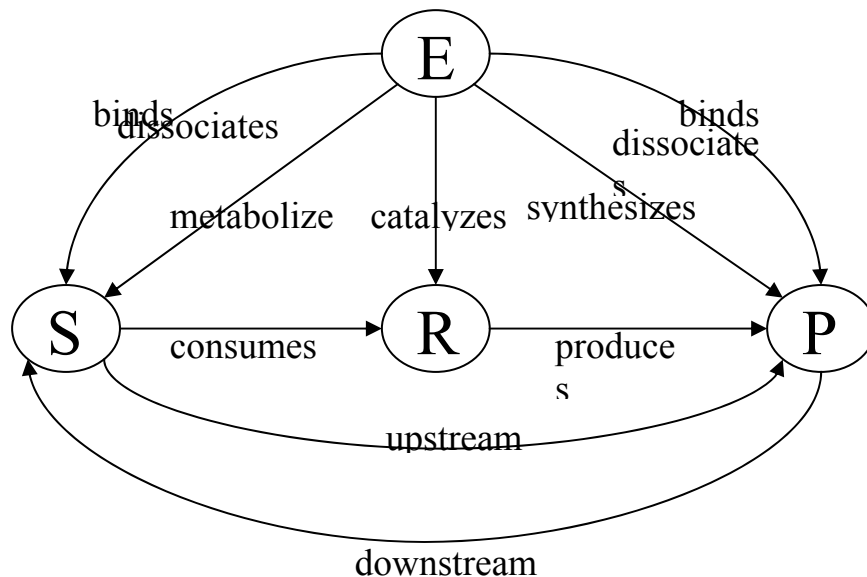 E
binds
dissociates
binds
dissociate
s
metabolize
catalyzes
synthesizes
S
R
P
consumes
produce
s
upstream
downstream